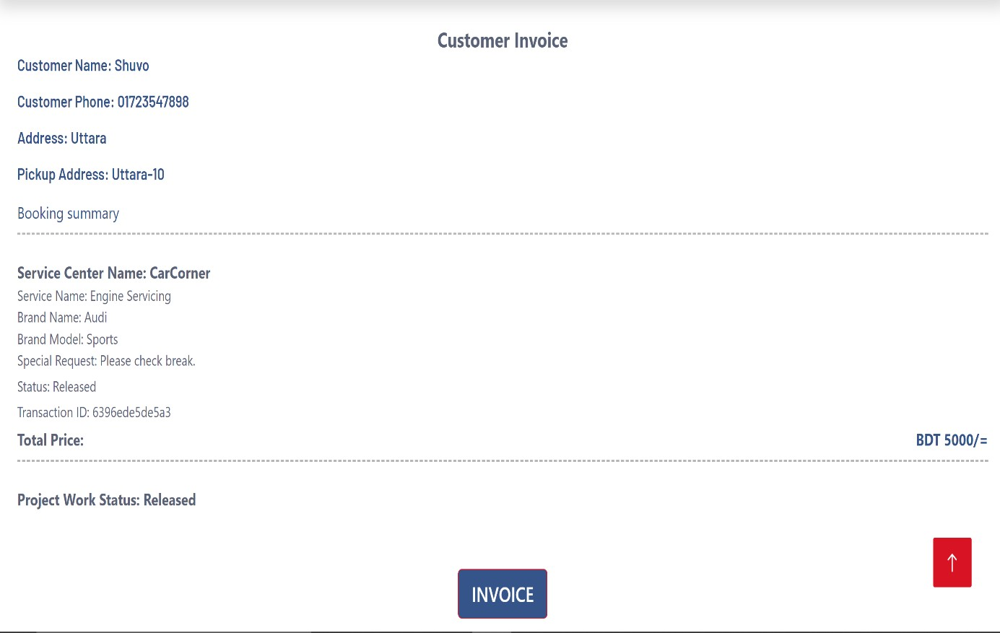 Customer Invoice
Customer Name: Shuvo
Customer Phone: 01723547898
Address: Uttara
Pickup Address: Uttara-10
Booking summary
Service Center Name: CarCorner
Service Name: Engine Servicing
Brand Name: Audi
Brand Model: Sports
Special Request: Please check break.
Status: Released
Transaction ID: 6396ede5de5a3
Total Price: BDT 5000/=
Project Work Status: Released
INVOICE